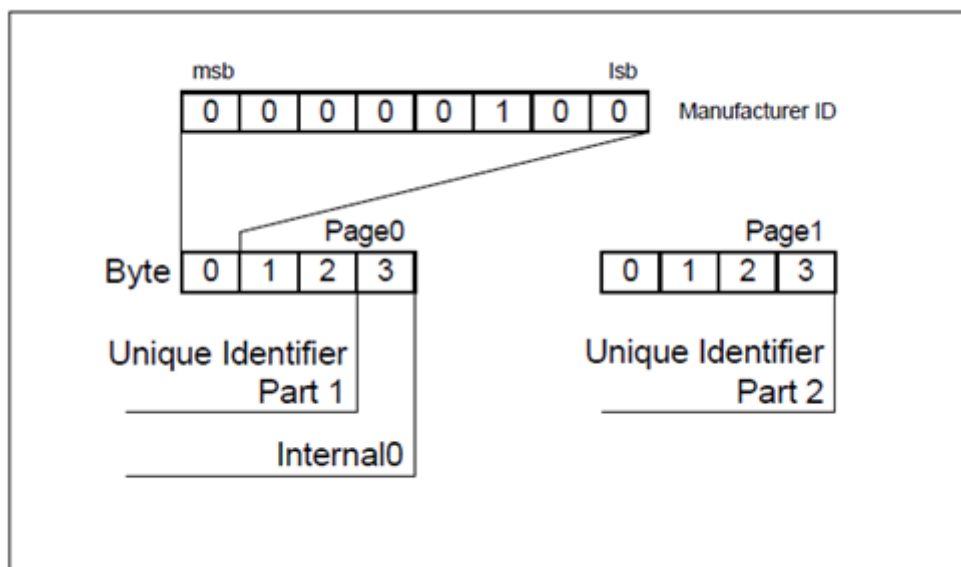 msb lsb
0 0 0 0 0 1 0 0 Manufacturer ID
Page0 Page1
Byte 0 1 2 3 0 1 2 3
Unique Identifier Unique Identifier
Part 1 Part 2
Internal0